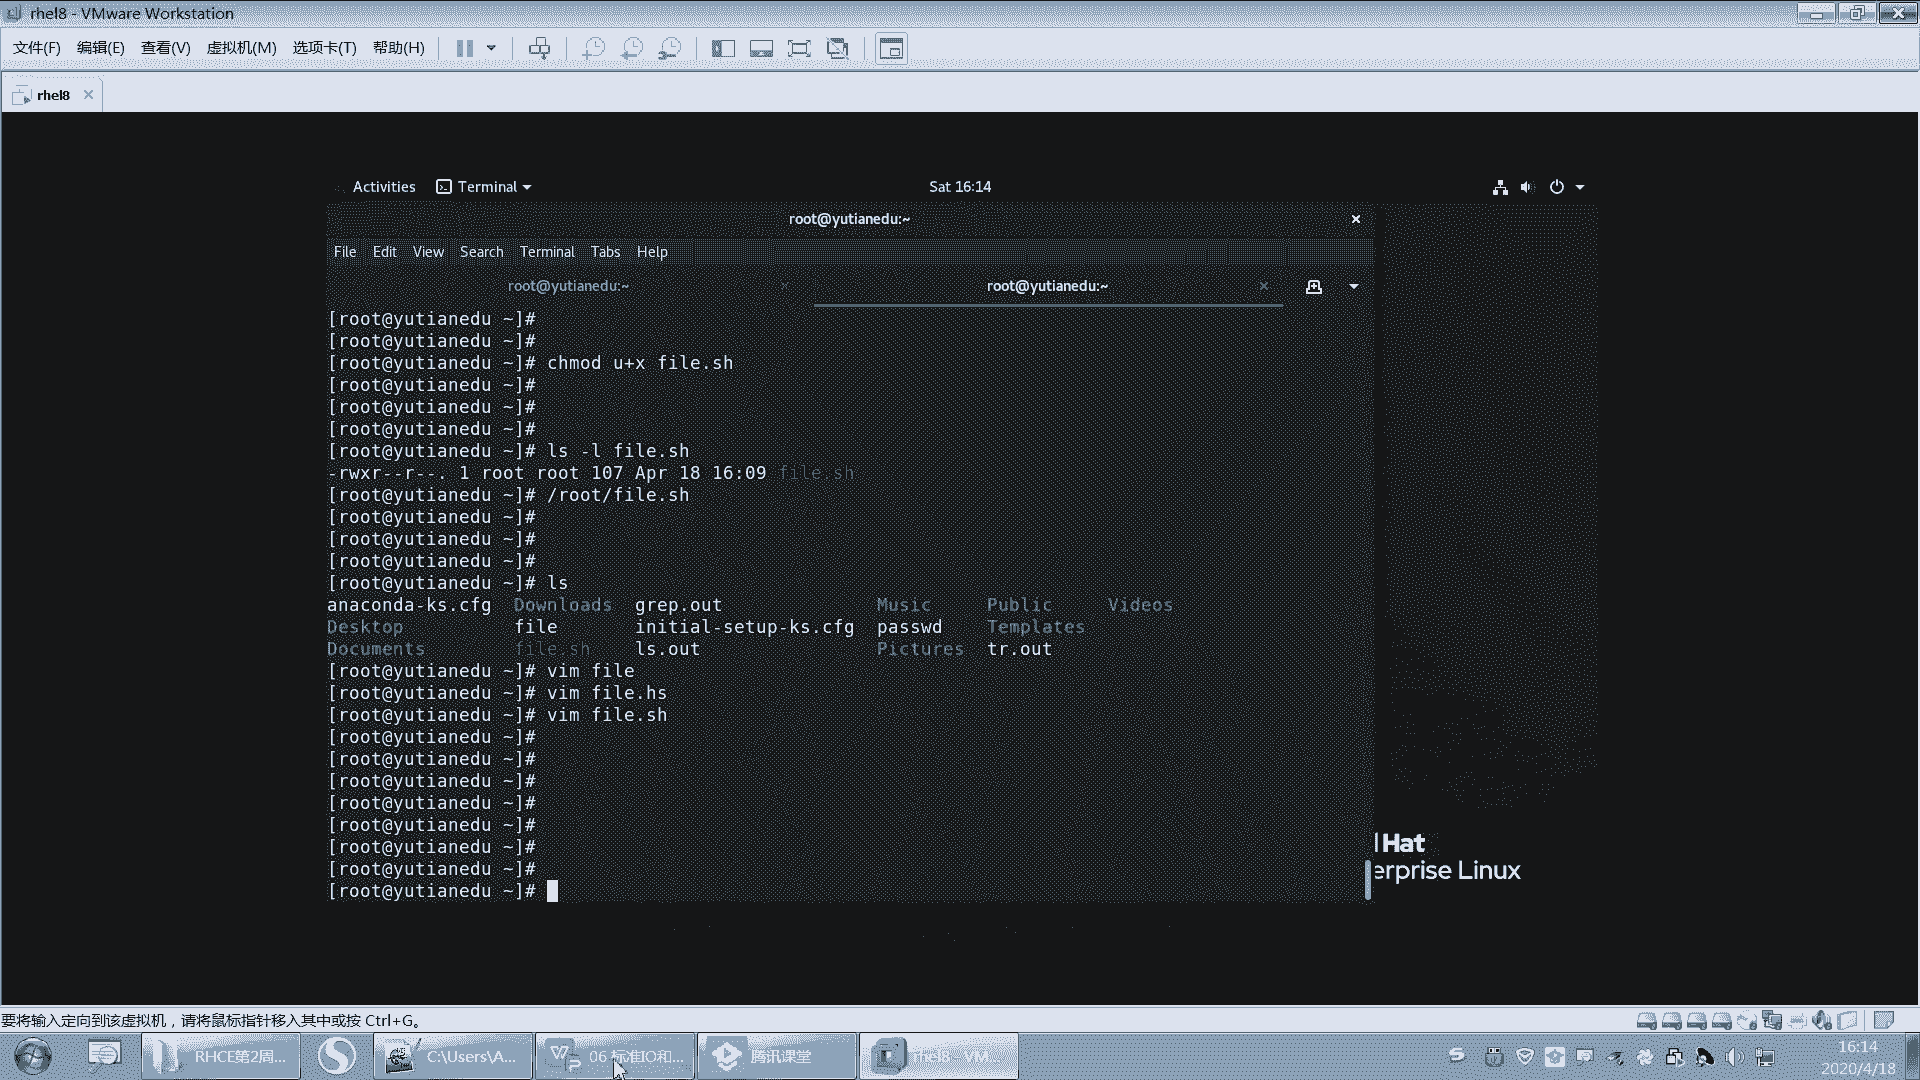 rhel8 - VMware Workstation
文件(F) 编辑(E) 查看(V) 虚拟机(M) 选项卡(T) 帮助(H)
rhel8
Activities Terminal Sat 16:14
root@yutianedu:~
File Edit View Search Terminal Tabs Help
root@yutianedu:~ root@yutianedu:~
[root@yutianedu ~]#
[root@yutianedu ~]#
[root@yutianedu ~]# chmod u+x file.sh
[root@yutianedu ~]#
[root@yutianedu ~]#
[root@yutianedu ~]#
[root@yutianedu ~]# ls -l file.sh
-rwxr--r--. 1 root root 107 Apr 18 16:09 file.sh
[root@yutianedu ~]# /root/file.sh
[root@yutianedu ~]#
[root@yutianedu ~]#
[root@yutianedu ~]#
[root@yutianedu ~]# ls
anaconda-ks.cfg Downloads grep.out Music Public Videos
Desktop file initial-setup-ks.cfg passwd Templates
Documents file.sh ls.out Pictures tr.out
[root@yutianedu ~]# vim file
[root@yutianedu ~]# vim file.hs
[root@yutianedu ~]# vim file.sh
[root@yutianedu ~]#
[root@yutianedu ~]#
[root@yutianedu ~]#
[root@yutianedu ~]#
[root@yutianedu ~]#
[root@yutianedu ~]#
[root@yutianedu ~]#
[root@yutianedu ~]#
Hat
erprise Linux
要将输入定向到该虚拟机，请将鼠标指针移入其中或按 Ctrl+G。
RHCE第2周... C:\Users\A... 06 标准IO和... 腾讯课堂 rhel8 - VM...
16:14
2020/4/18